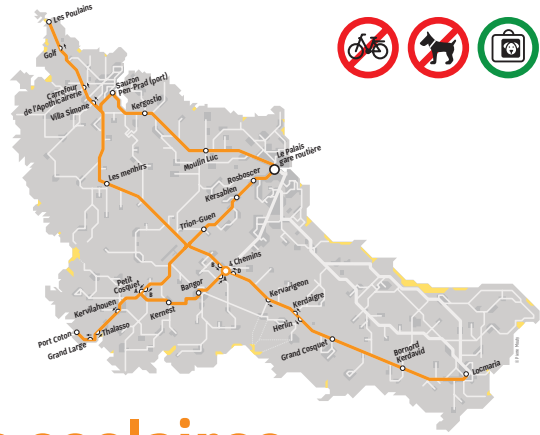 Les Poulains
Golf
Carrefour
de l'Apothicairerie
Villa Simone
Sauzon
Pen-Prad (port)
Kergostio
Moulin Luc
Le Palais
gare routière
Rosboscer
Kersablen
Les menhirs
Trion-Guen
4 Chemins
B
D
A
Petit
Cosquet
A
B
Bangor
Kernest
Kervilahouen
Thalasso
Port Coton
Grand Large
Kervarigeon
Kerdaigre
Herlin
Grand Cosquet
Bornord
Kerdavid
Locmaria